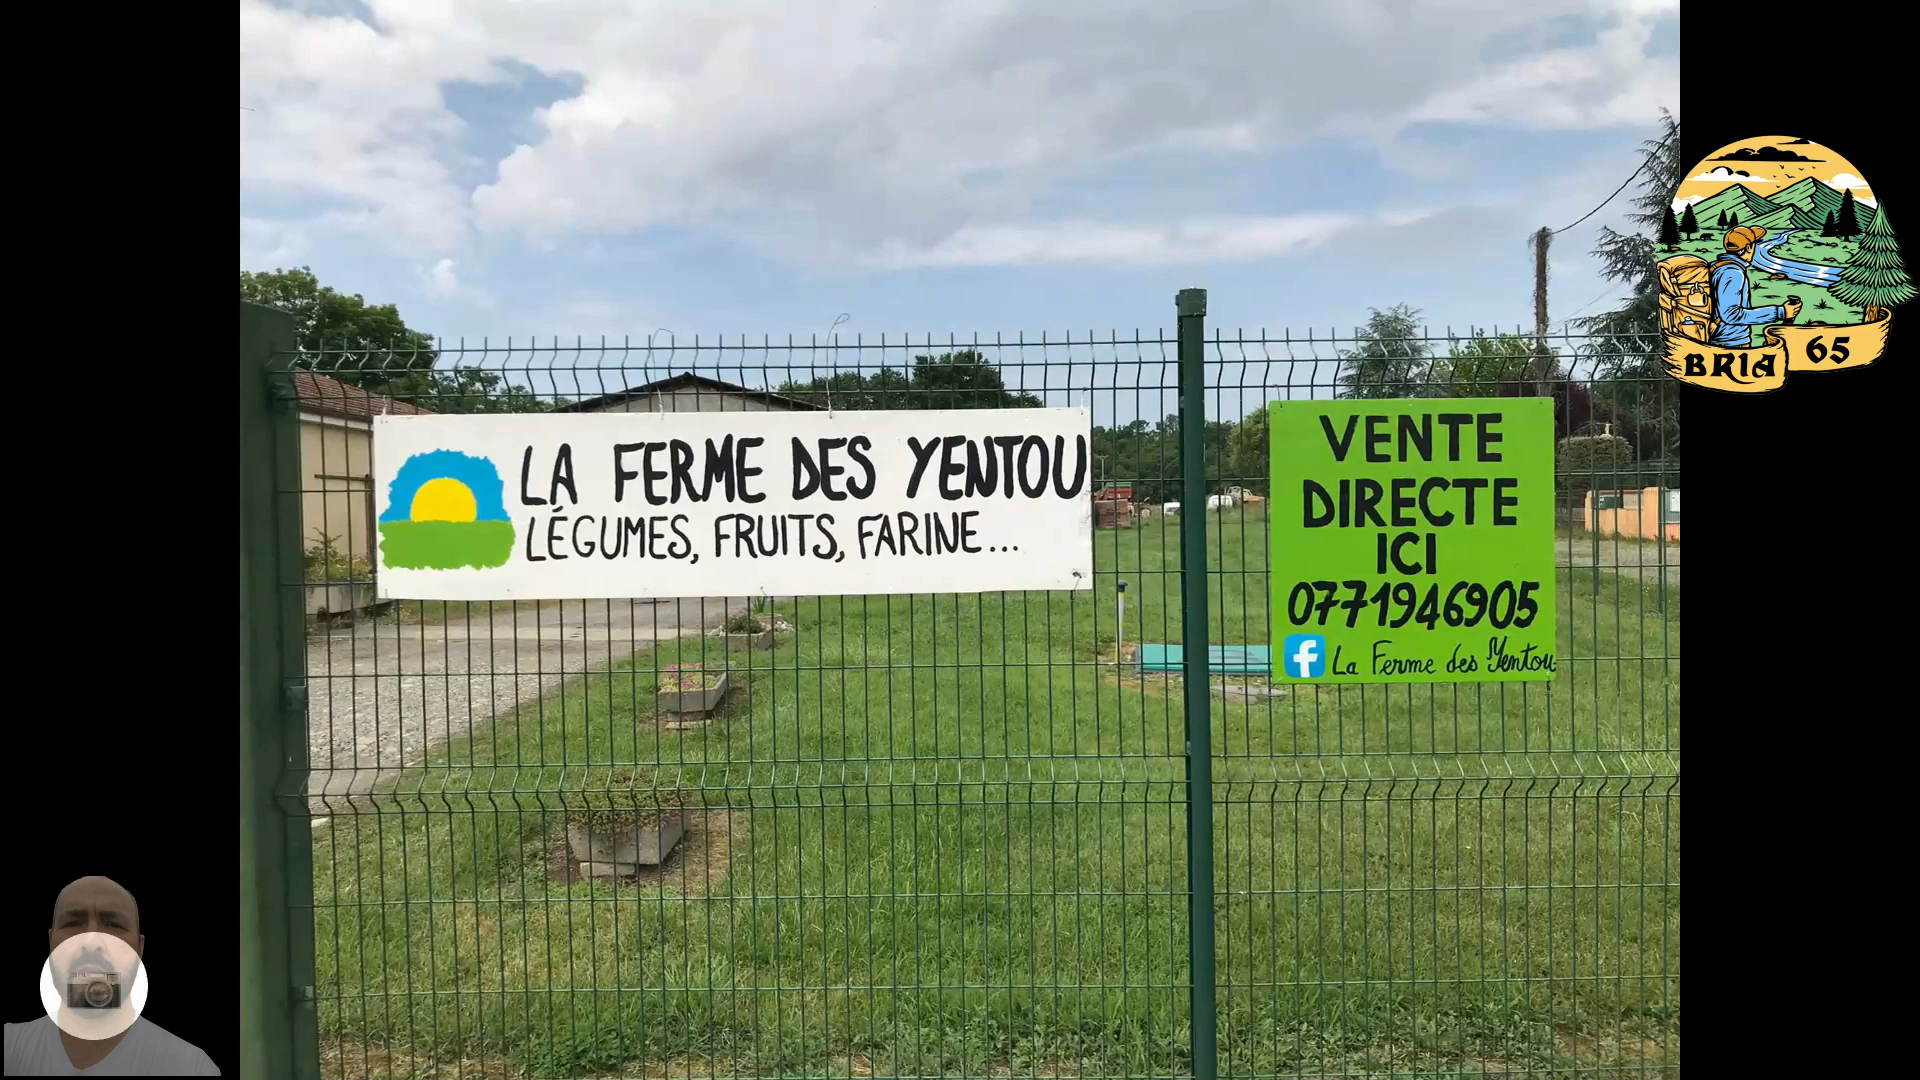 LA FERME DES YENTOU
LÉGUMES, FRUITS, FARINE...
VENTE
DIRECTE
ICI
0771946905
f La Ferme des Yentou
BRIA 65